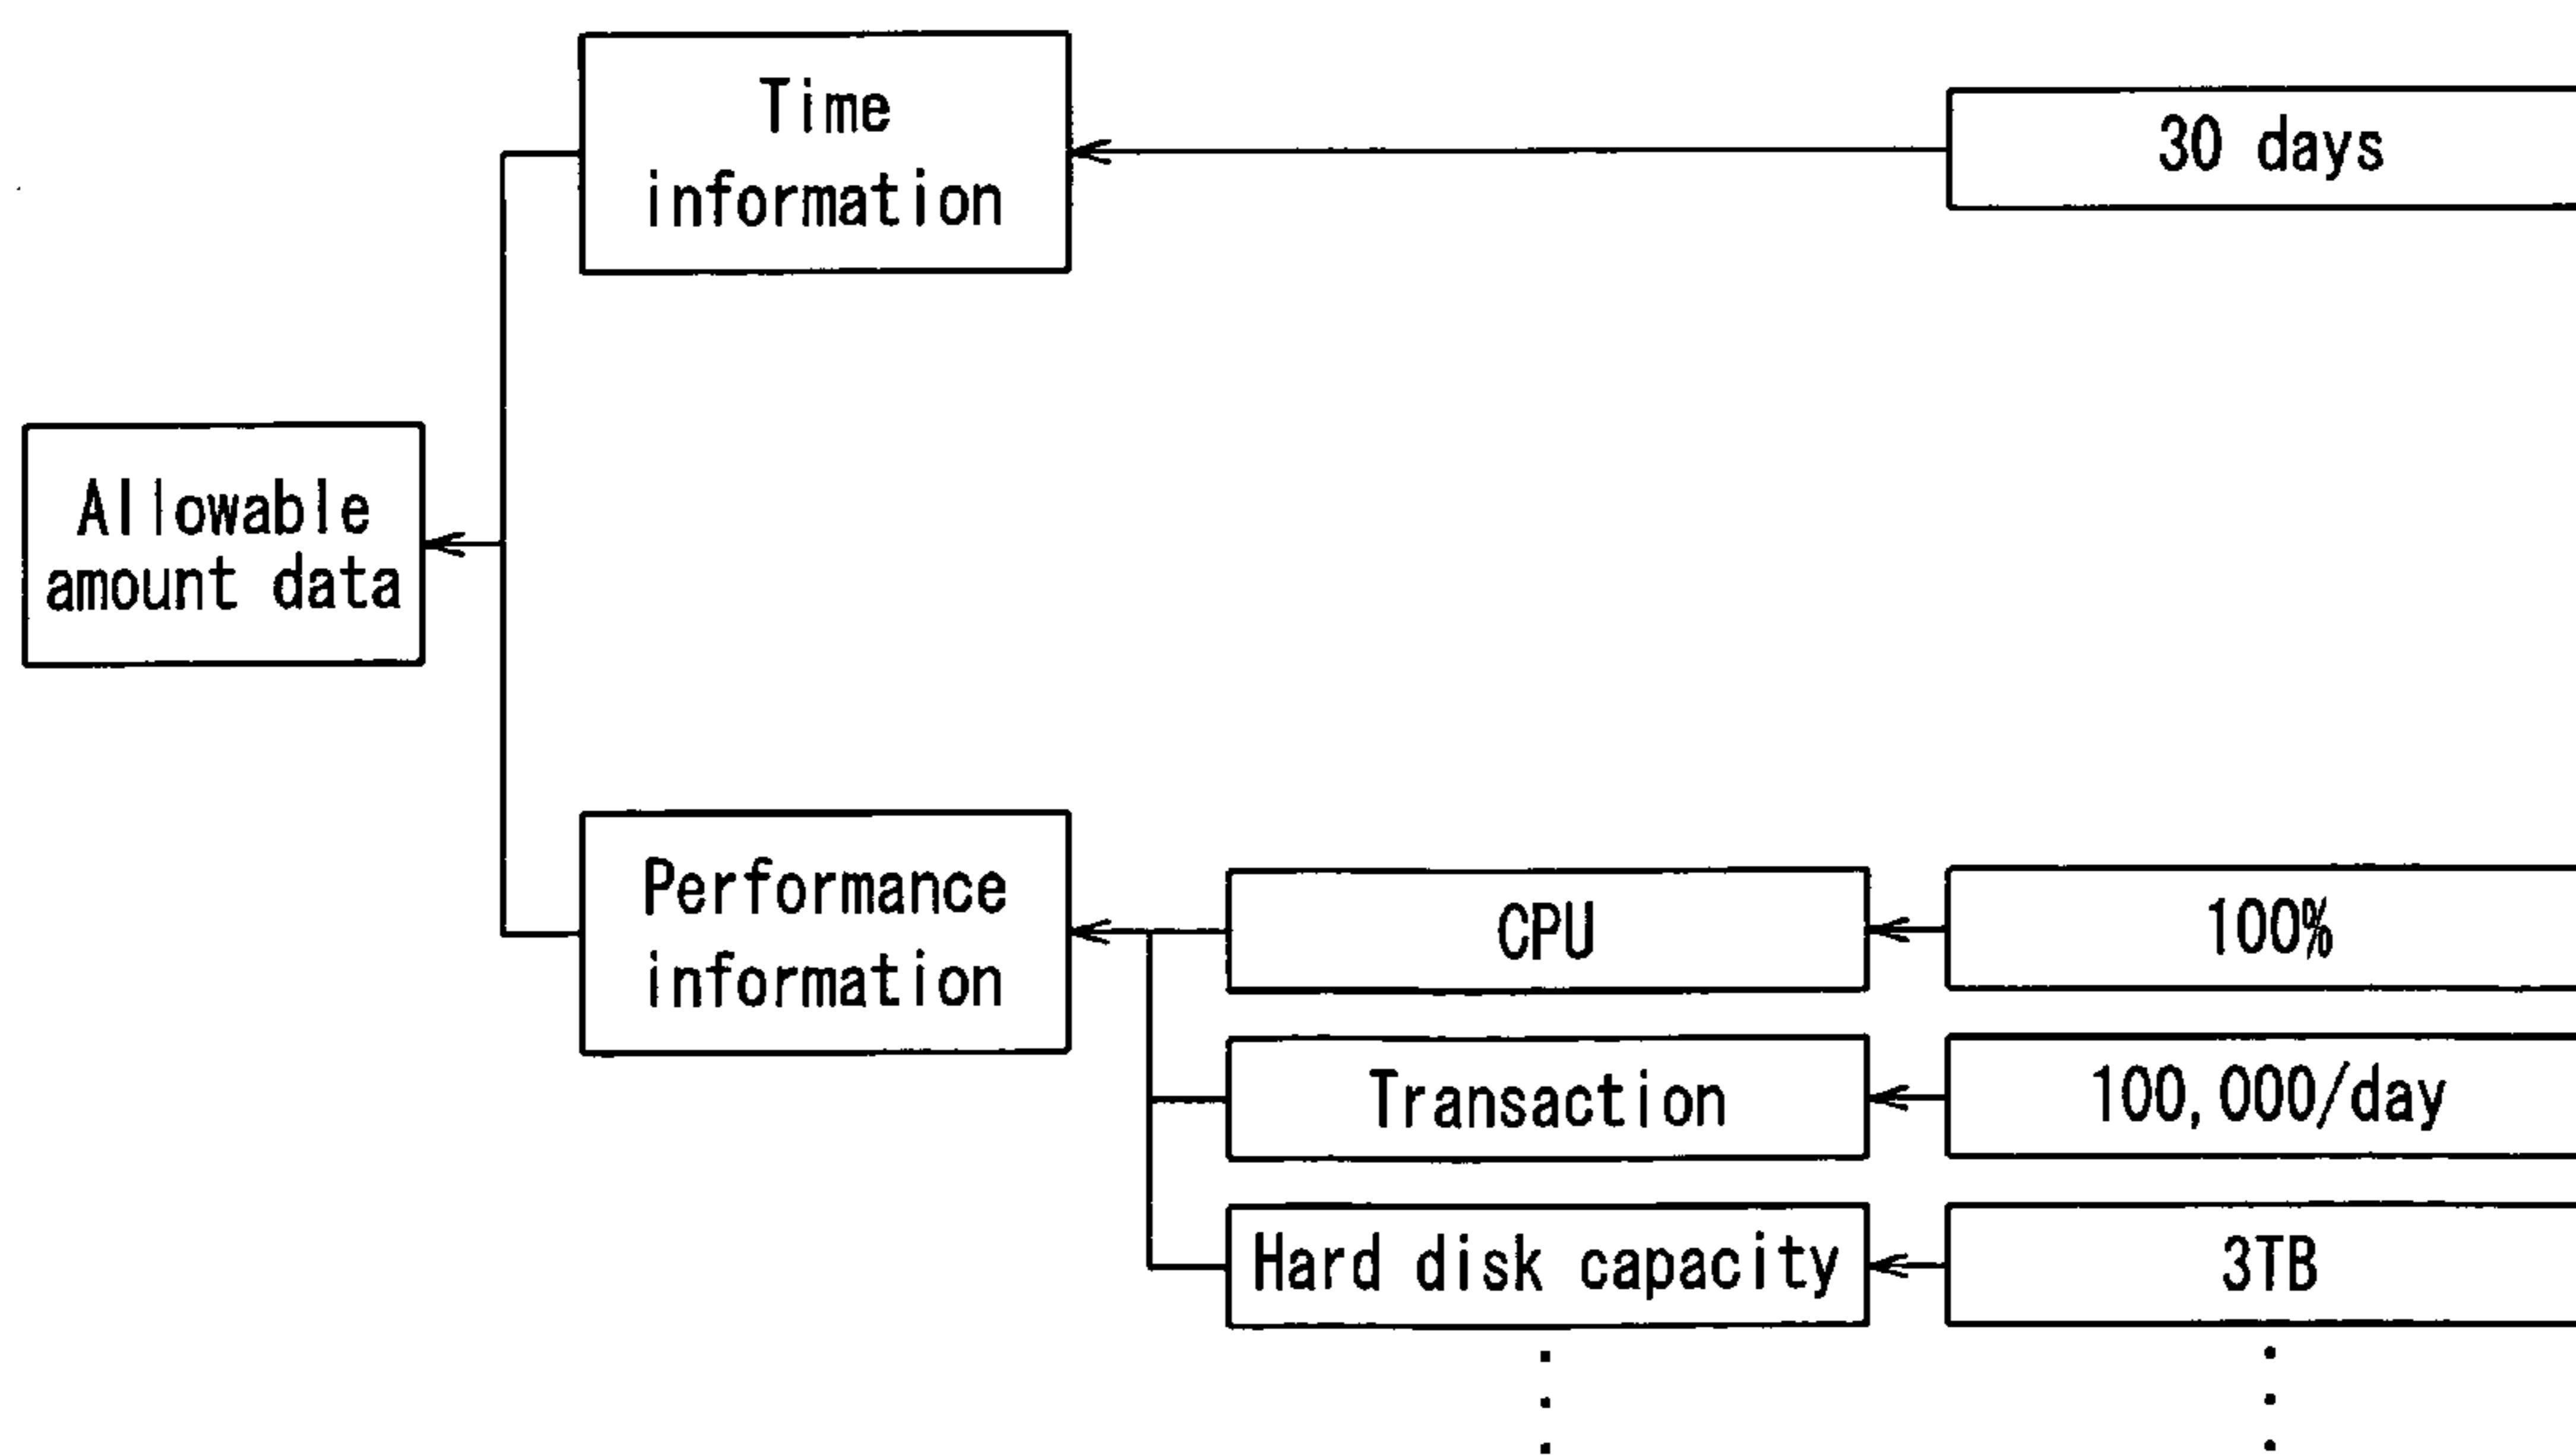 Time
information
30 days
Allowable
amount data
Performance
information
CPU
100%
Transaction
100,000/day
Hard disk capacity
3TB